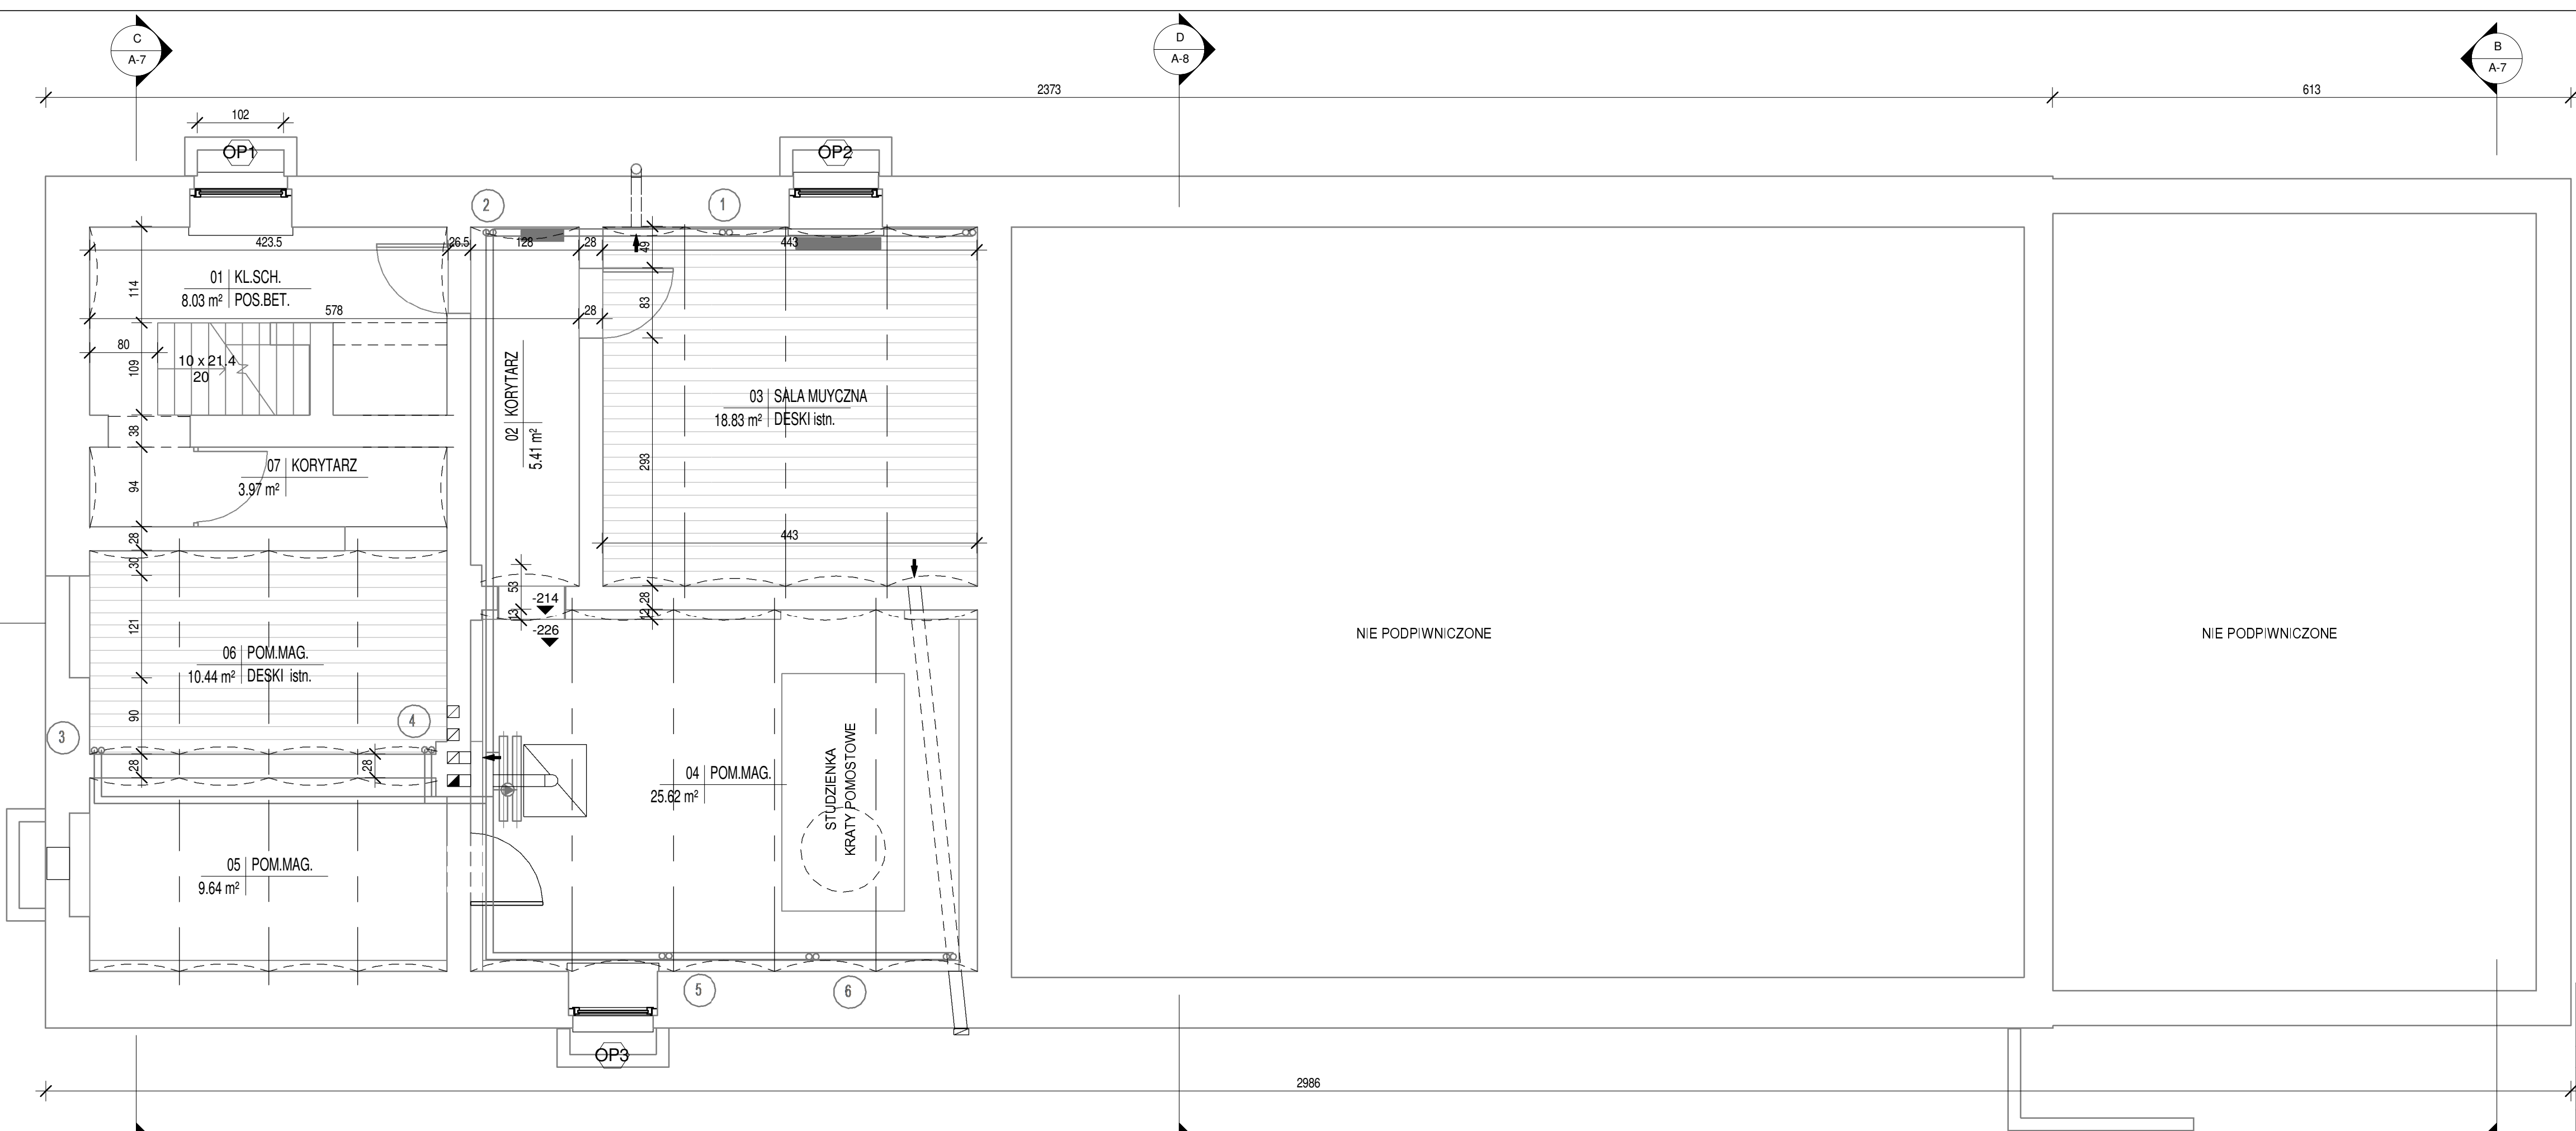 C
A-7
D
A-8
B
A-7
2373
613
102
OP1
OP2
2
1
423.5
26.5
128
28
49
443
01 KL.SCH.
8.03 m² POS.BET.
114
578
28
83
80
109
10 x 21.4
20
02 KORYTARZ
5.41 m²
03 SALA MUYCZNA
18.83 m² DESKI istn.
38
07 KORYTARZ
3.97 m²
94
293
28
30
443
53
28
-214
13
12
-226
121
06 POM.MAG.
10.44 m² DESKI istn.
NIE PODPIWNICZONE
NIE PODPIWNICZONE
90
3
4
28
28
04 POM.MAG.
25.62 m²
STUDZIENKA
KRATY POMOSTOWE
05 POM.MAG.
9.64 m²
5
6
OP3
2986